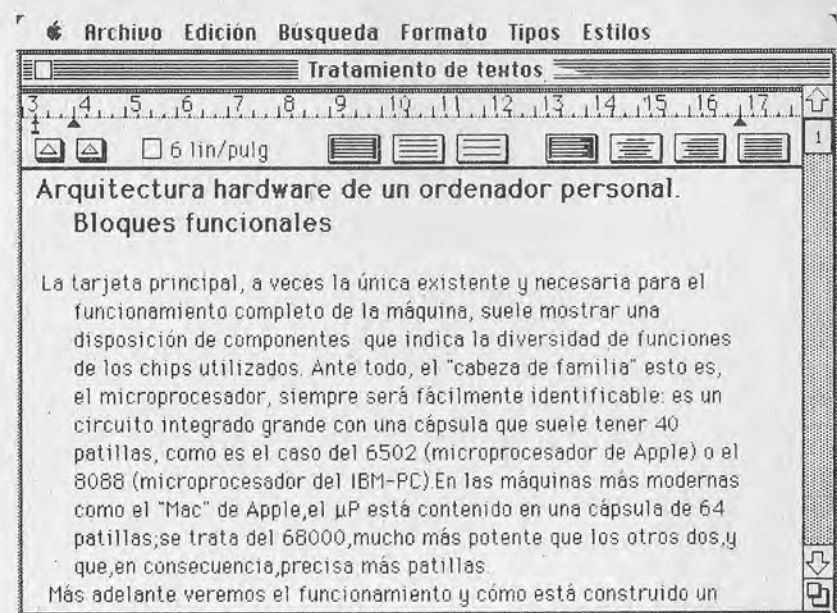 Archivo Edición Búsqueda Formato Tipos Estilos
Tratamiento de textos
3 4 5 6 7 8 9 10 11 12 13 14 15 16 17
1
6 lin/pulg
1
Arquitectura hardware de un ordenador personal.
Bloques funcionales
La tarjeta principal, a veces la única existente y necesaria para el
funcionamiento completo de la máquina, suele mostrar una
disposición de componentes que indica la diversidad de funciones
de los chips utilizados. Ante todo, el "cabeza de familia" esto es,
el microprocesador, siempre será fácilmente identificable: es un
circuito integrado grande con una cápsula que suele tener 40
patillas, como es el caso del 6502 (microprocesador de Apple) o el
8088 (microprocesador del IBM-PC).En las máquinas más modernas
como el "Mac" de Apple,el µP está contenido en una cápsula de 64
patillas;se trata del 68000,mucho más potente que los otros dos,y
que,en consecuencia,precisa más patillas.
Más adelante veremos el funcionamiento y cómo está construido un